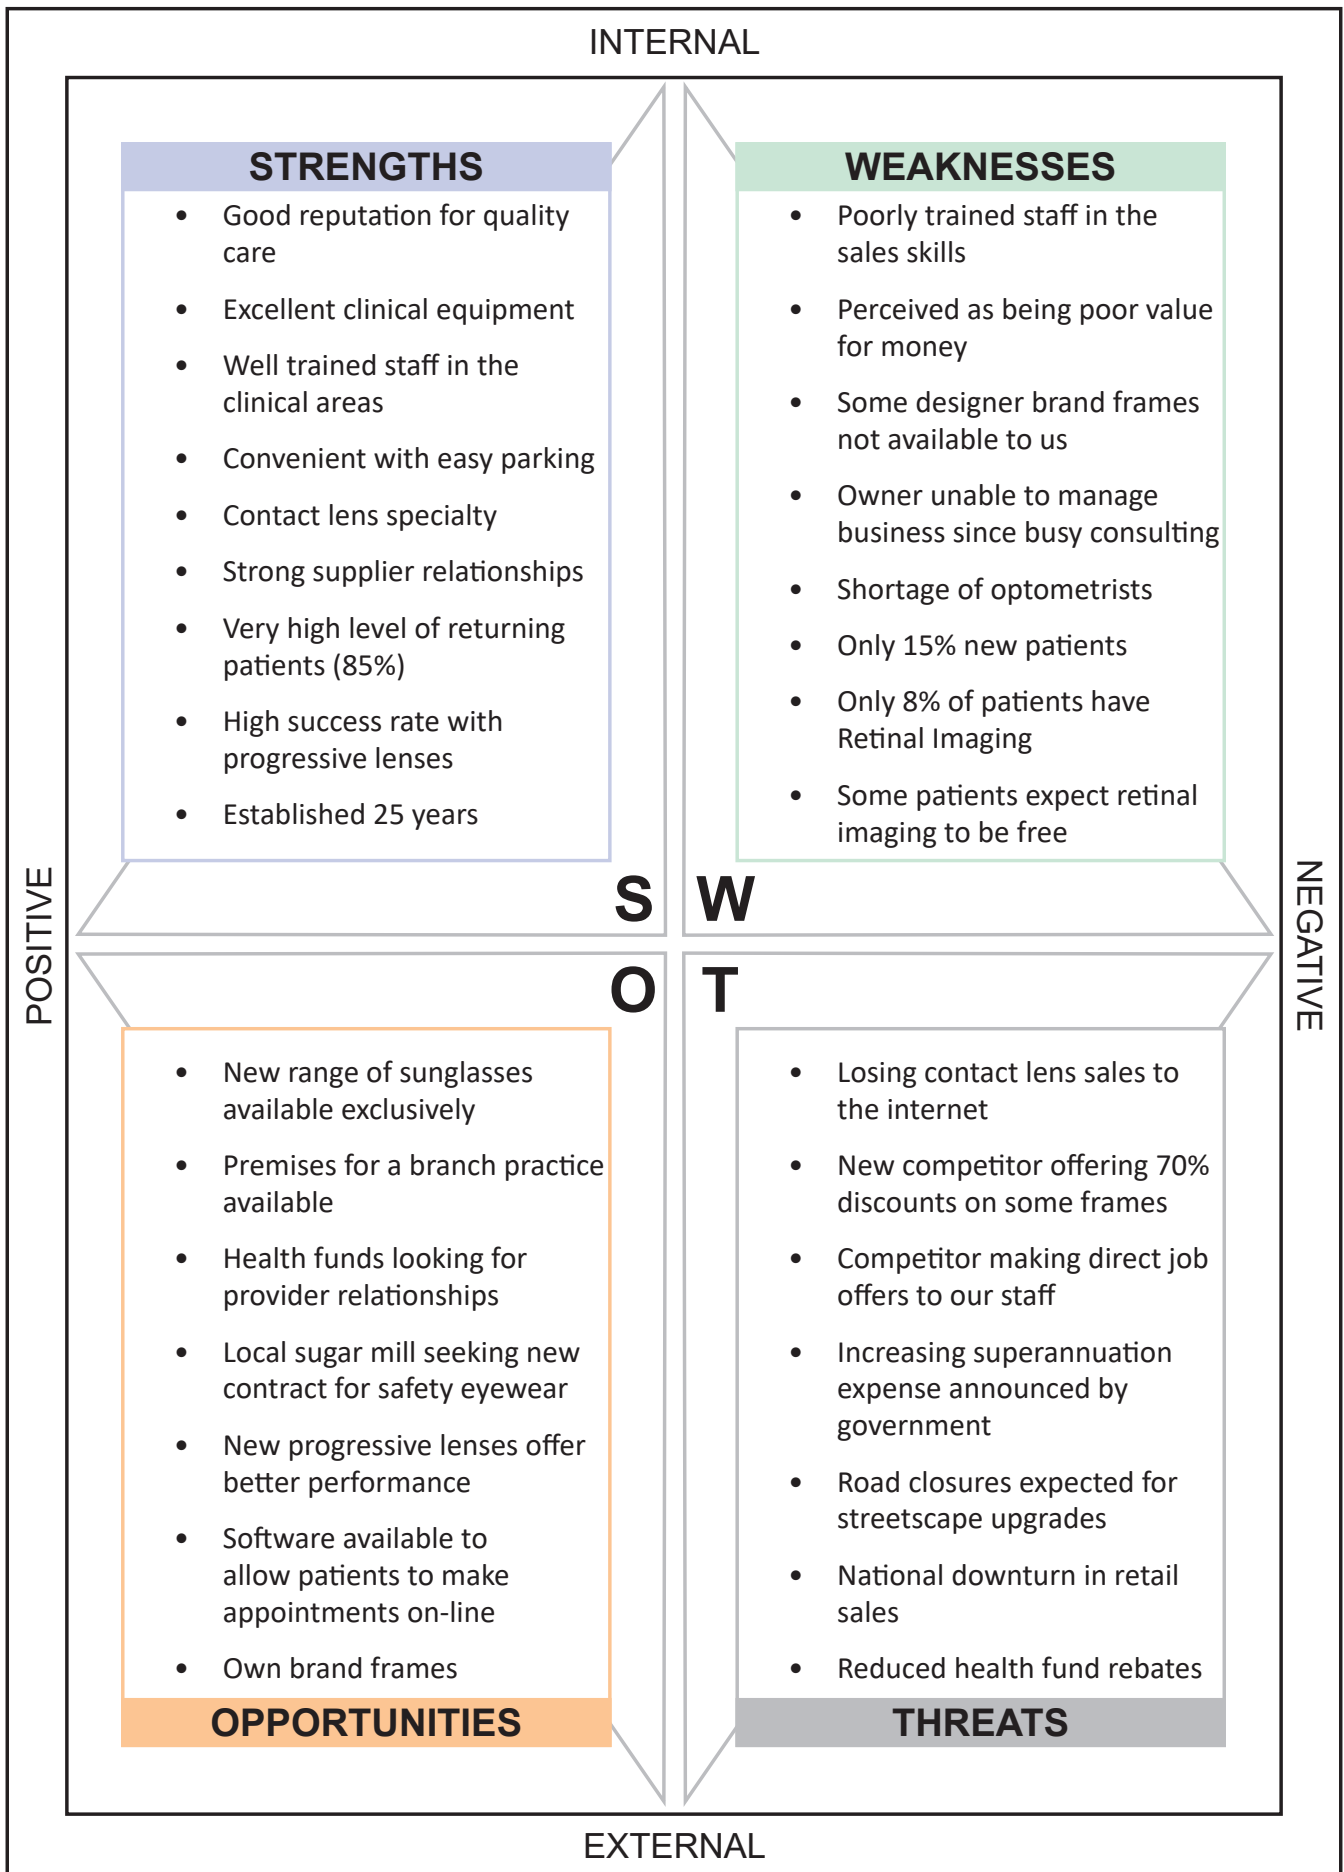 INTERNAL
STRENGTHS
• Good reputation for quality
care
• Excellent clinical equipment
• Well trained staff in the
clinical areas
• Convenient with easy parking
• Contact lens specialty
• Strong supplier relationships
• Very high level of returning
patients (85%)
• High success rate with
progressive lenses
• Established 25 years
WEAKNESSES
• Poorly trained staff in the
sales skills
• Perceived as being poor value
for money
• Some designer brand frames
not available to us
• Owner unable to manage
business since busy consulting
• Shortage of optometrists
• Only 15% new patients
• Only 8% of patients have
Retinal Imaging
• Some patients expect retinal
imaging to be free
S W
POSITIVE
NEGATIVE
O T
• New range of sunglasses
available exclusively
• Premises for a branch practice
available
• Health funds looking for
provider relationships
• Local sugar mill seeking new
contract for safety eyewear
• New progressive lenses offer
better performance
• Software available to
allow patients to make
appointments on-line
• Own brand frames
OPPORTUNITIES
• Losing contact lens sales to
the internet
• New competitor offering 70%
discounts on some frames
• Competitor making direct job
offers to our staff
• Increasing superannuation
expense announced by
government
• Road closures expected for
streetscape upgrades
• National downturn in retail
sales
• Reduced health fund rebates
THREATS
EXTERNAL